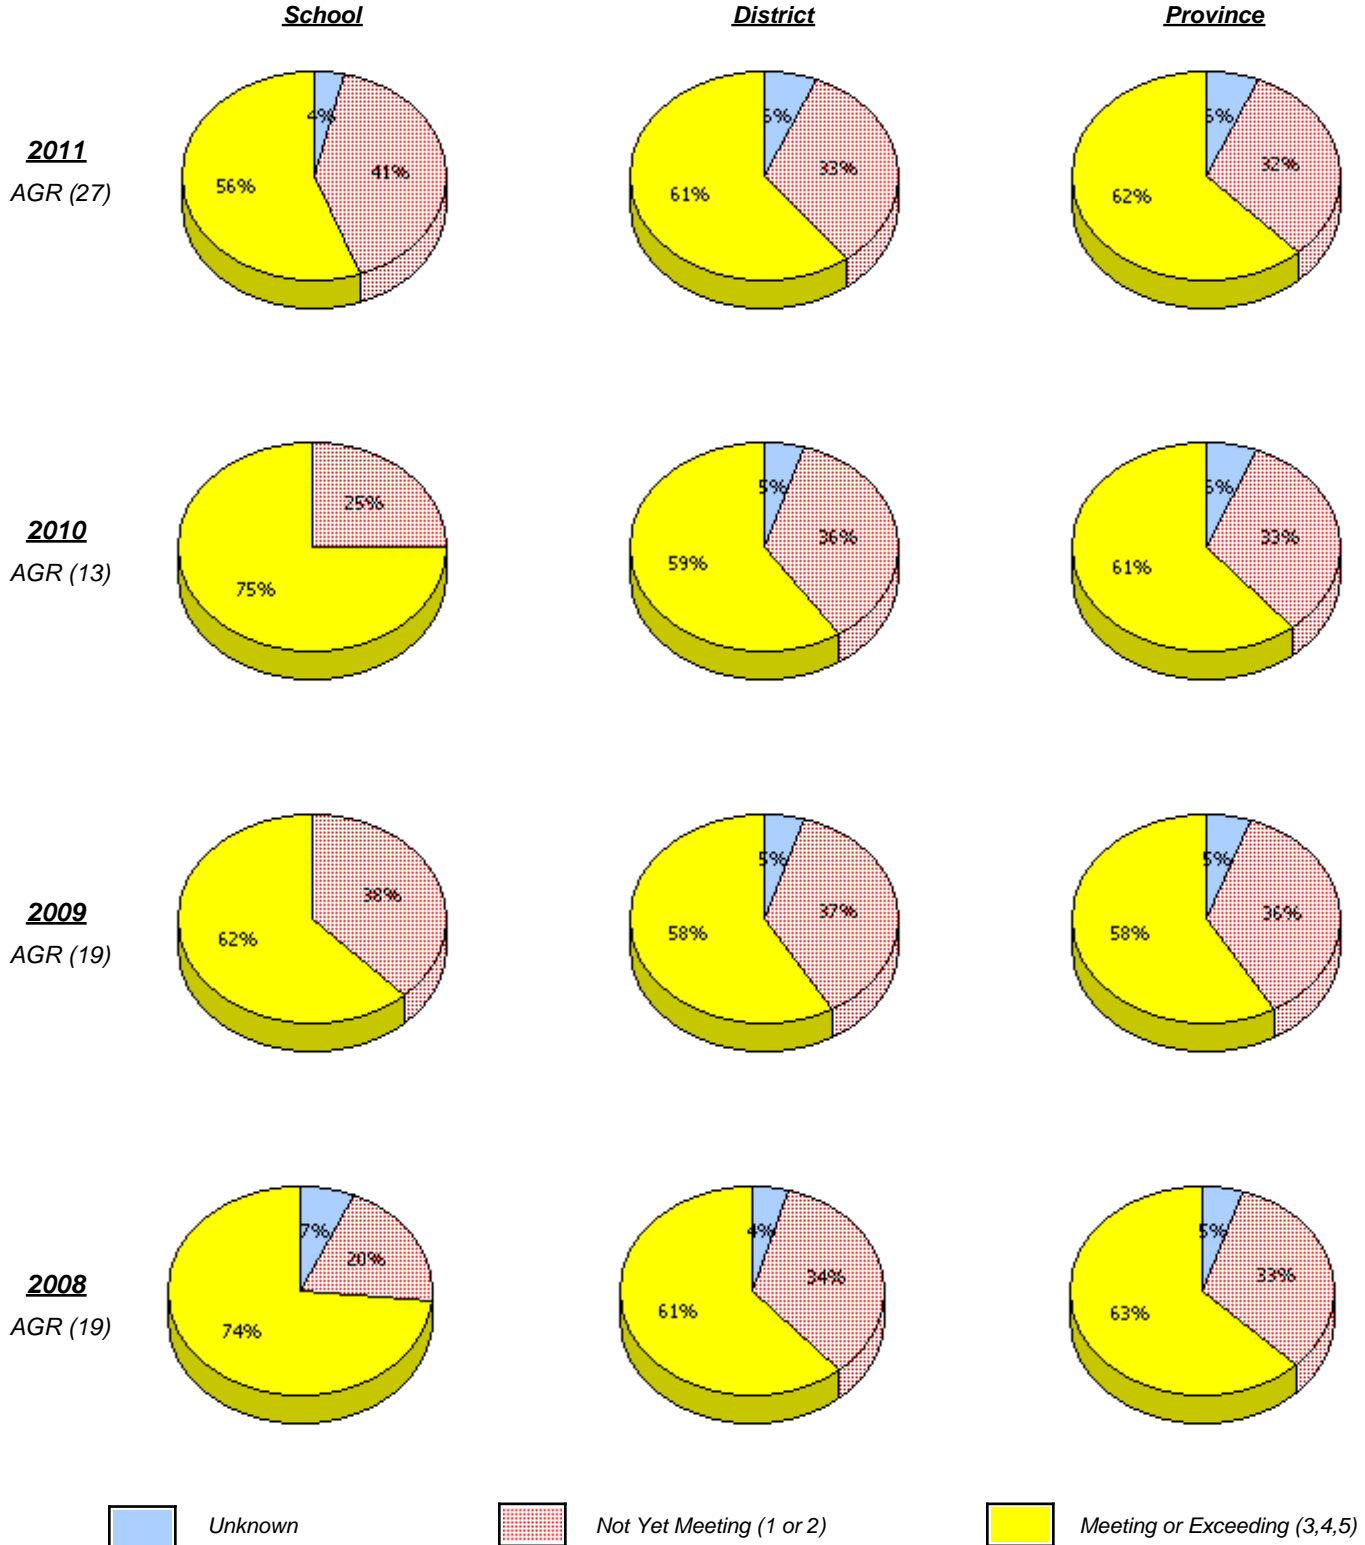 School District Province
4% 6% 6%
2011
41% 33% 32%
AGR (27)
56% 61% 62%
5% 6%
25%
2010
36% 33%
59% 61%
AGR (13)
75%
5% 5%
38% 37% 36%
2009
62% 58% 58%
AGR (19)
7% 4% 5%
20% 34% 33%
2008
74% 61% 63%
AGR (19)
Unknown Not Yet Meeting (1 or 2) Meeting or Exceeding (3,4,5)